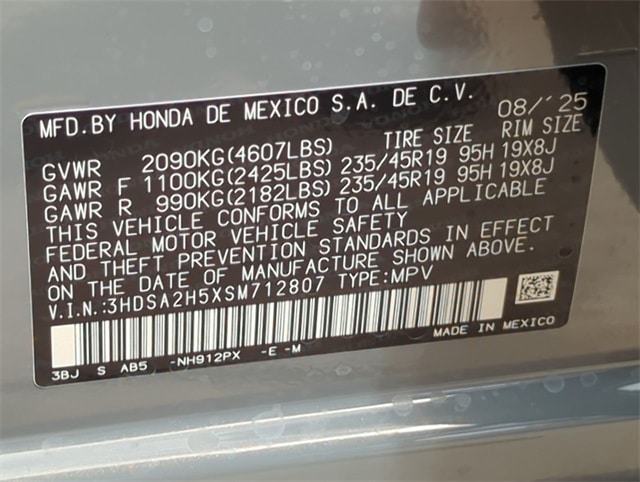 MFD.BY HONDA DE MEXICO S.A. DE C.V. 08/'25
TIRE SIZE RIM SIZE
GVWR 2090KG(4607LBS)
GAWR F 1100KG(2425LBS) 235/45R19 95H 19X8J
GAWR R 990KG(2182LBS) 235/45R19 95H 19X8J
THIS VEHICLE CONFORMS TO ALL APPLICABLE
FEDERAL MOTOR VEHICLE SAFETY
AND THEFT PREVENTION STANDARDS IN EFFECT
ON THE DATE OF MANUFACTURE SHOWN ABOVE.
V.I.N.:3HDSA2H5XSM712807 TYPE:MPV
MADE IN MEXICO
3BJ S AB5 -NH912PX -E -M